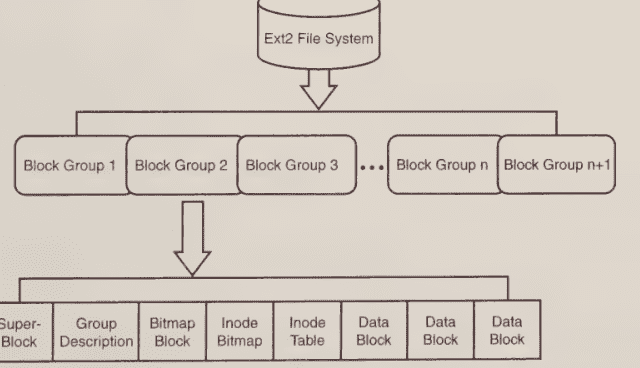 Ext2 File System
Block Group 1 Block Group 2 Block Group 3 ... Block Group n Block Group n+1
Super- Group Bitmap Inode Inode Data Data Data
Block Description Block Bitmap Table Block Block Block